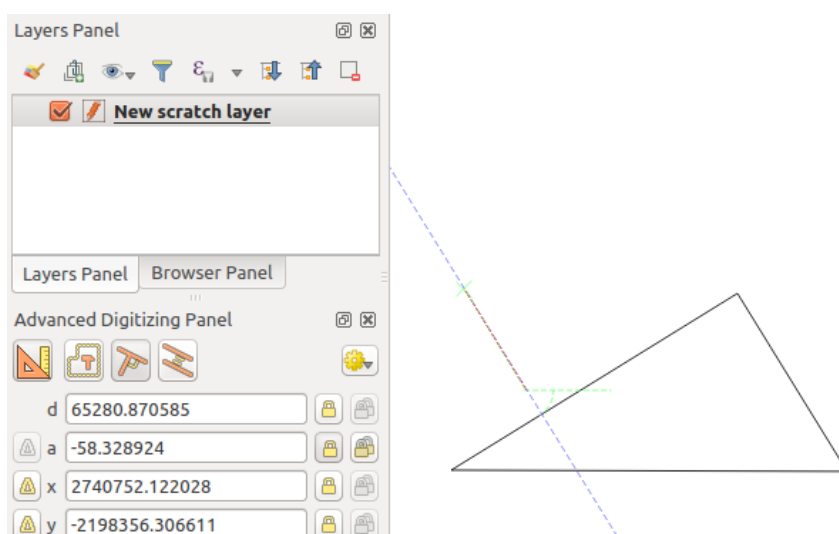 Layers Panel
New scratch layer
Layers Panel Browser Panel
Advanced Digitizing Panel
d 65280.870585
a -58.328924
x 2740752.122028
y -2198356.306611